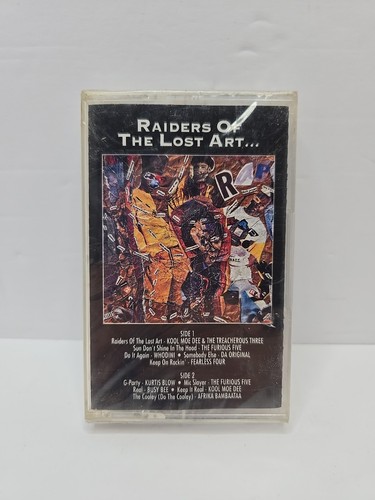 RAIDERS OF
THE LOST ART...
RAP
SIDE 1
Raiders Of The Lost Art - KOOL MOE DEE & THE TREACHEROUS THREE
Sun Don't Shine In The Hood - THE FURIOUS FIVE
Do It Again - WHODINI • Somebody Else - DA ORIGINAL
Keep On Rockin' - FEARLESS FOUR
SIDE 2
G-Party - KURTIS BLOW • Mic Slayer - THE FURIOUS FIVE
Real - BUSY BEE • Keep It Real - KOOL MOE DEE
The Cooley (Do The Cooley) - AFRIKA BAMBAATAA